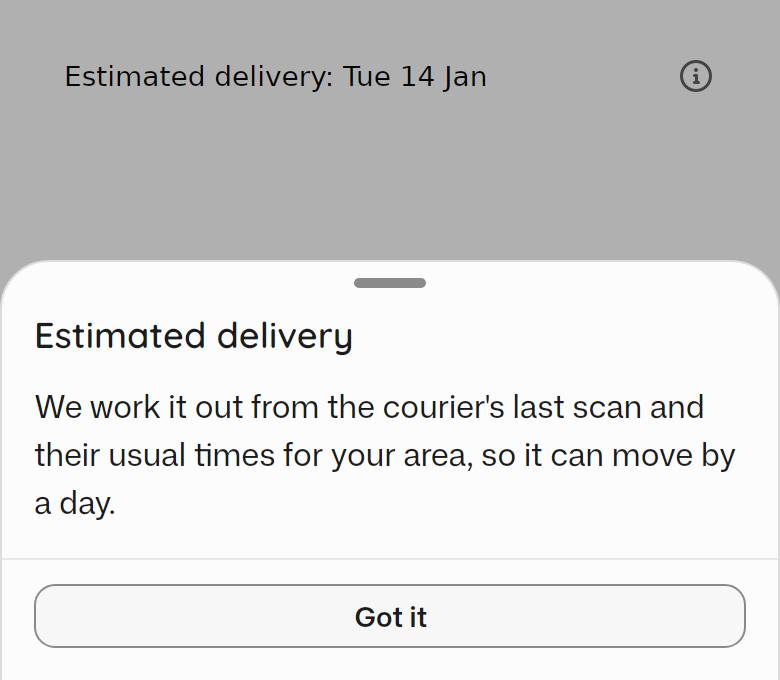 Estimated delivery: Tue 14 Jan
Estimated delivery
We work it out from the courier's last scan and
their usual times for your area, so it can move by
a day.
Got it